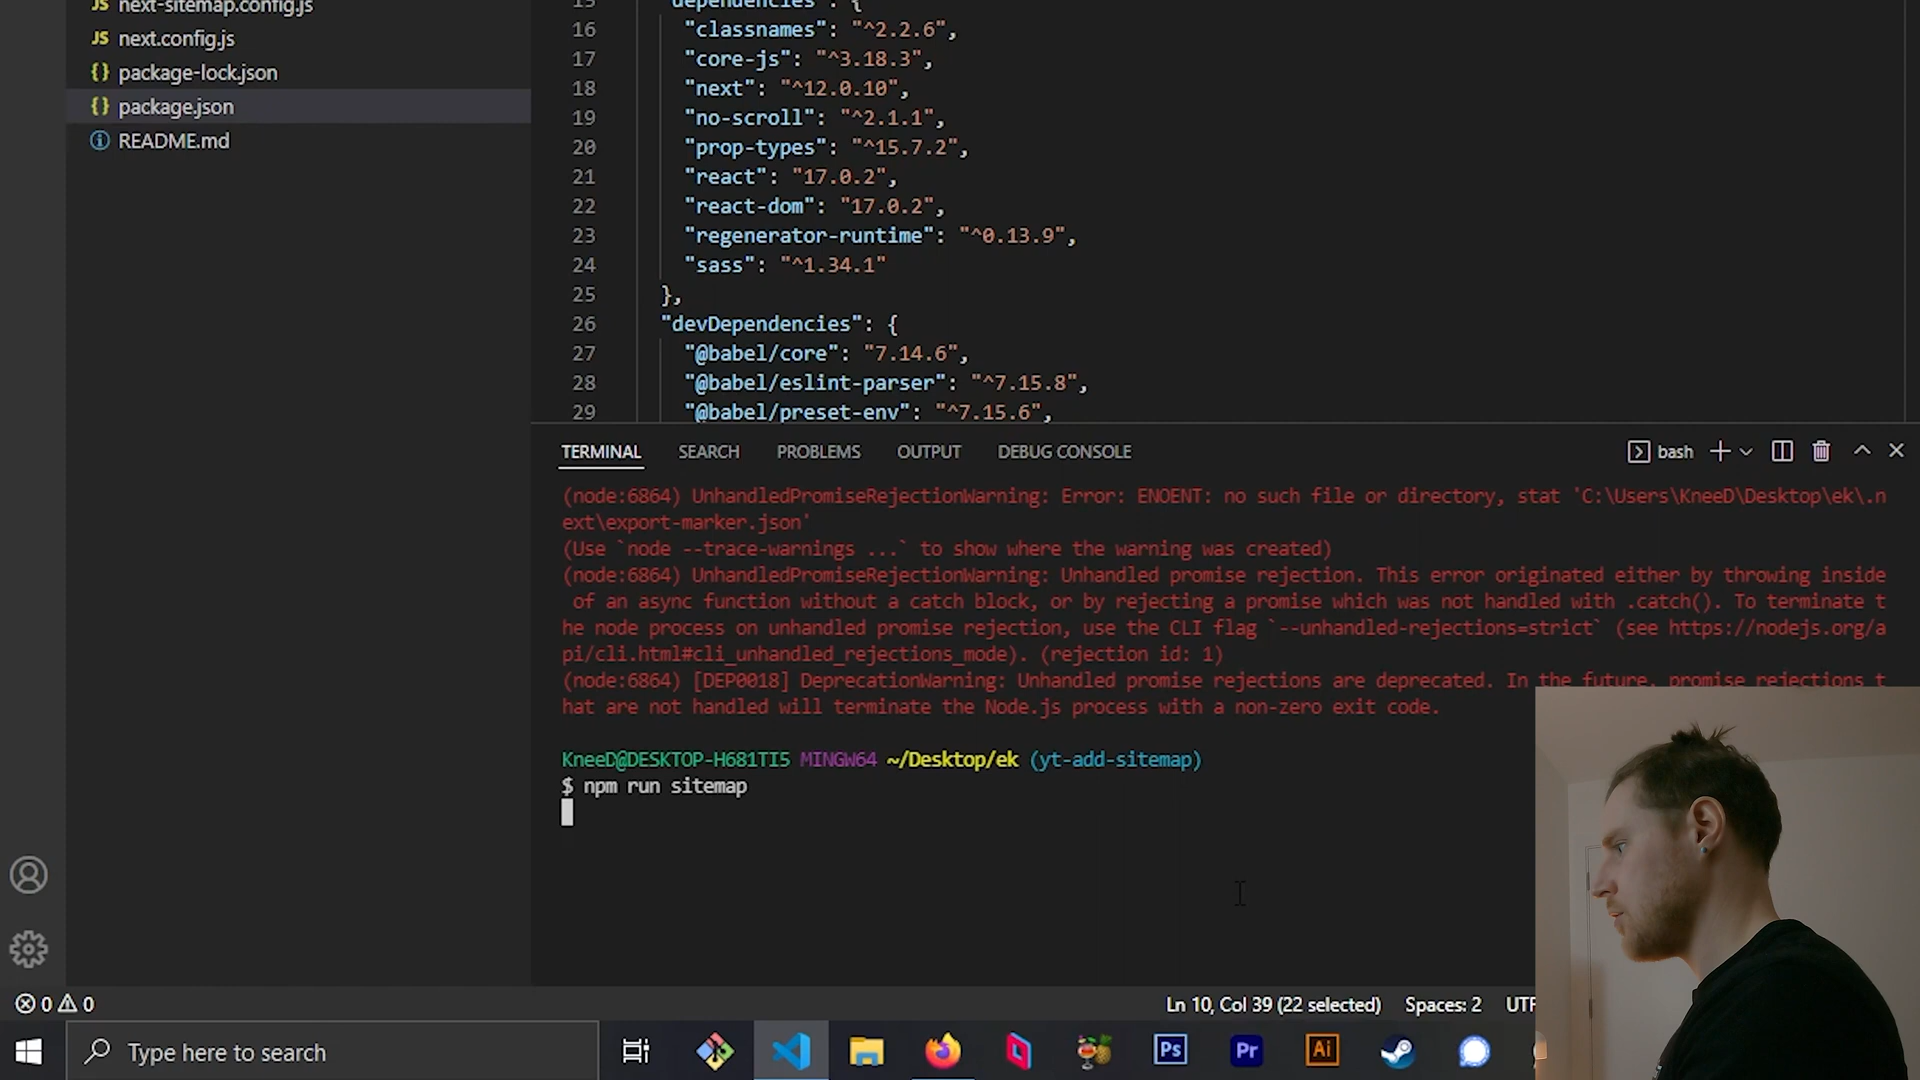 next-sitemap.config.js
JS next.config.js
{} package-lock.json
{} package.json
README.md
15 dependencies : {
16 "classnames": "^2.2.6",
17 "core-js": "^3.18.3",
18 "next": "^12.0.10",
19 "no-scroll": "^2.1.1",
20 "prop-types": "^15.7.2",
21 "react": "17.0.2",
22 "react-dom": "17.0.2",
23 "regenerator-runtime": "^0.13.9",
24 "sass": "^1.34.1"
25 },
26 "devDependencies": {
27 "@babel/core": "7.14.6",
28 "@babel/eslint-parser": "^7.15.8",
29 "@babel/preset-env": "^7.15.6",
TERMINAL SEARCH PROBLEMS OUTPUT DEBUG CONSOLE bash
(node:6864) UnhandledPromiseRejectionWarning: Error: ENOENT: no such file or directory, stat 'C:\Users\KneeD\Desktop\ek\.n
ext\export-marker.json'
(Use `node --trace-warnings ...` to show where the warning was created)
(node:6864) UnhandledPromiseRejectionWarning: Unhandled promise rejection. This error originated either by throwing inside
of an async function without a catch block, or by rejecting a promise which was not handled with .catch(). To terminate t
he node process on unhandled promise rejection, use the CLI flag `--unhandled-rejections=strict` (see https://nodejs.org/a
pi/cli.html#cli_unhandled_rejections_mode). (rejection id: 1)
(node:6864) [DEP0018] DeprecationWarning: Unhandled promise rejections are deprecated. In the future, promise rejections t
hat are not handled will terminate the Node.js process with a non-zero exit code.
KneeD@DESKTOP-H681TI5 MINGW64 ~/Desktop/ek (yt-add-sitemap)
$ npm run sitemap
0 0 Ln 10, Col 39 (22 selected) Spaces: 2 UTF
Type here to search Ps Pr Ai